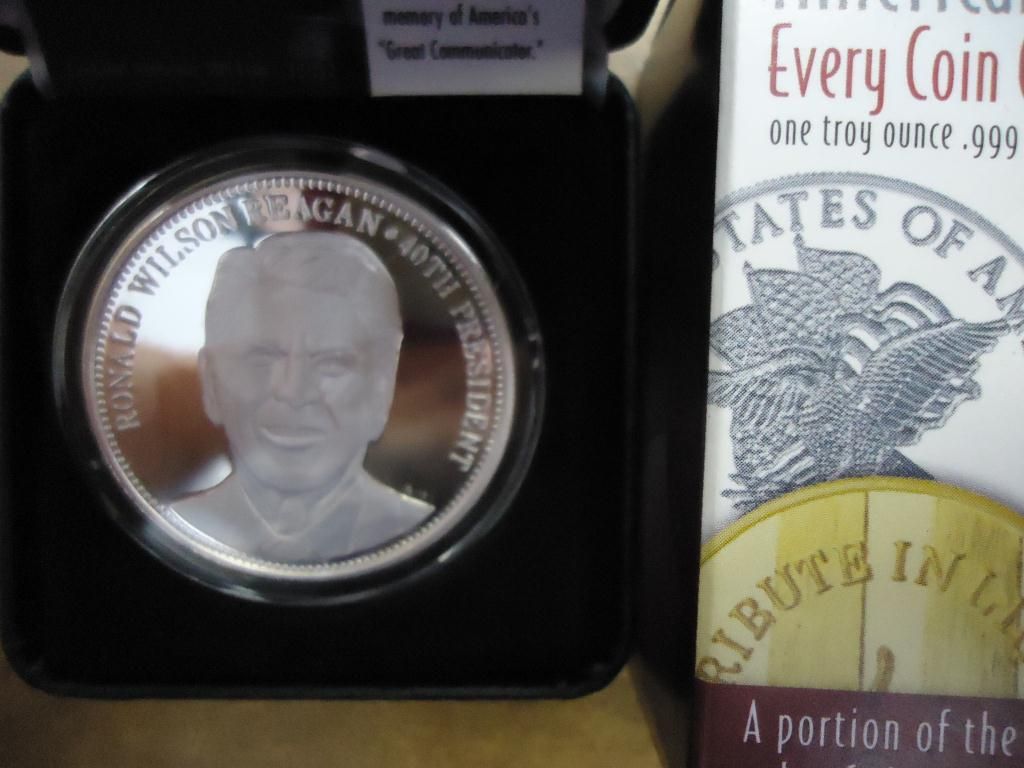 memory of America's
"Great Communicator."
RONALD WILSON REAGAN • 40TH PRESIDENT
Every Coin
one troy ounce .999
STATES OF
TRIBUTE IN
A portion of the